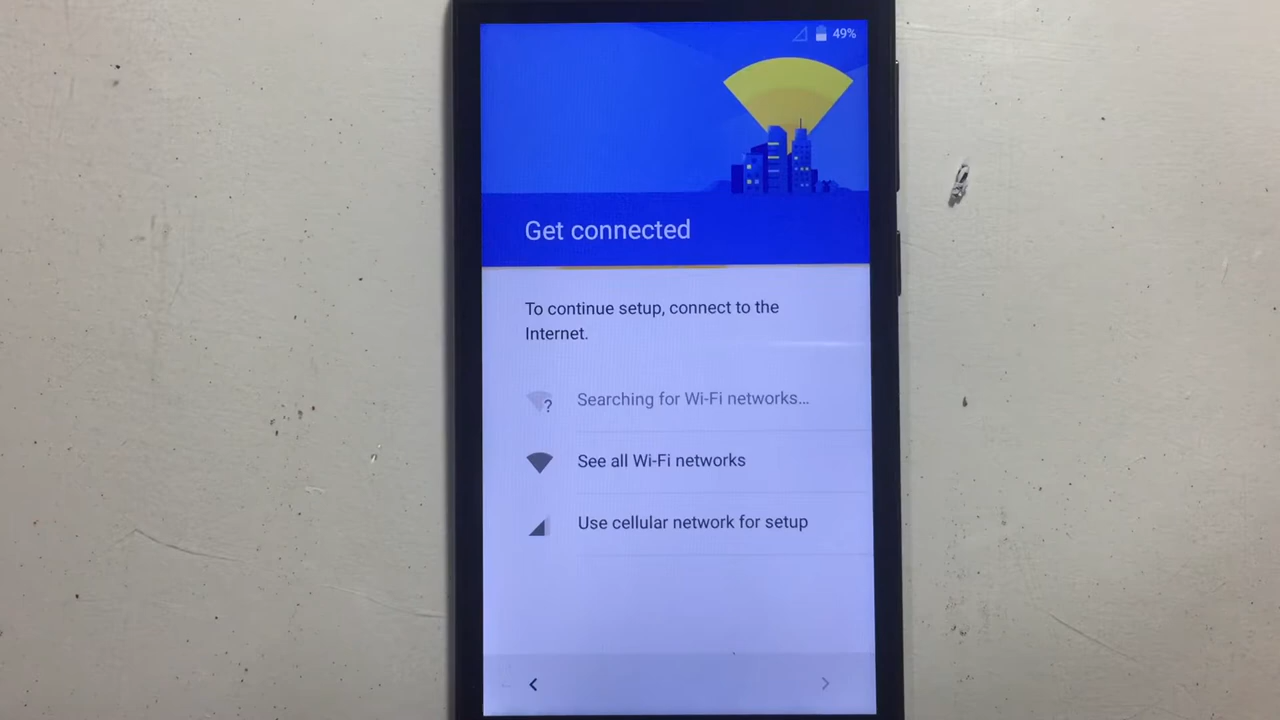 49%
Get connected
To continue setup, connect to the
Internet.
? Searching for Wi-Fi networks...
See all Wi-Fi networks
Use cellular network for setup